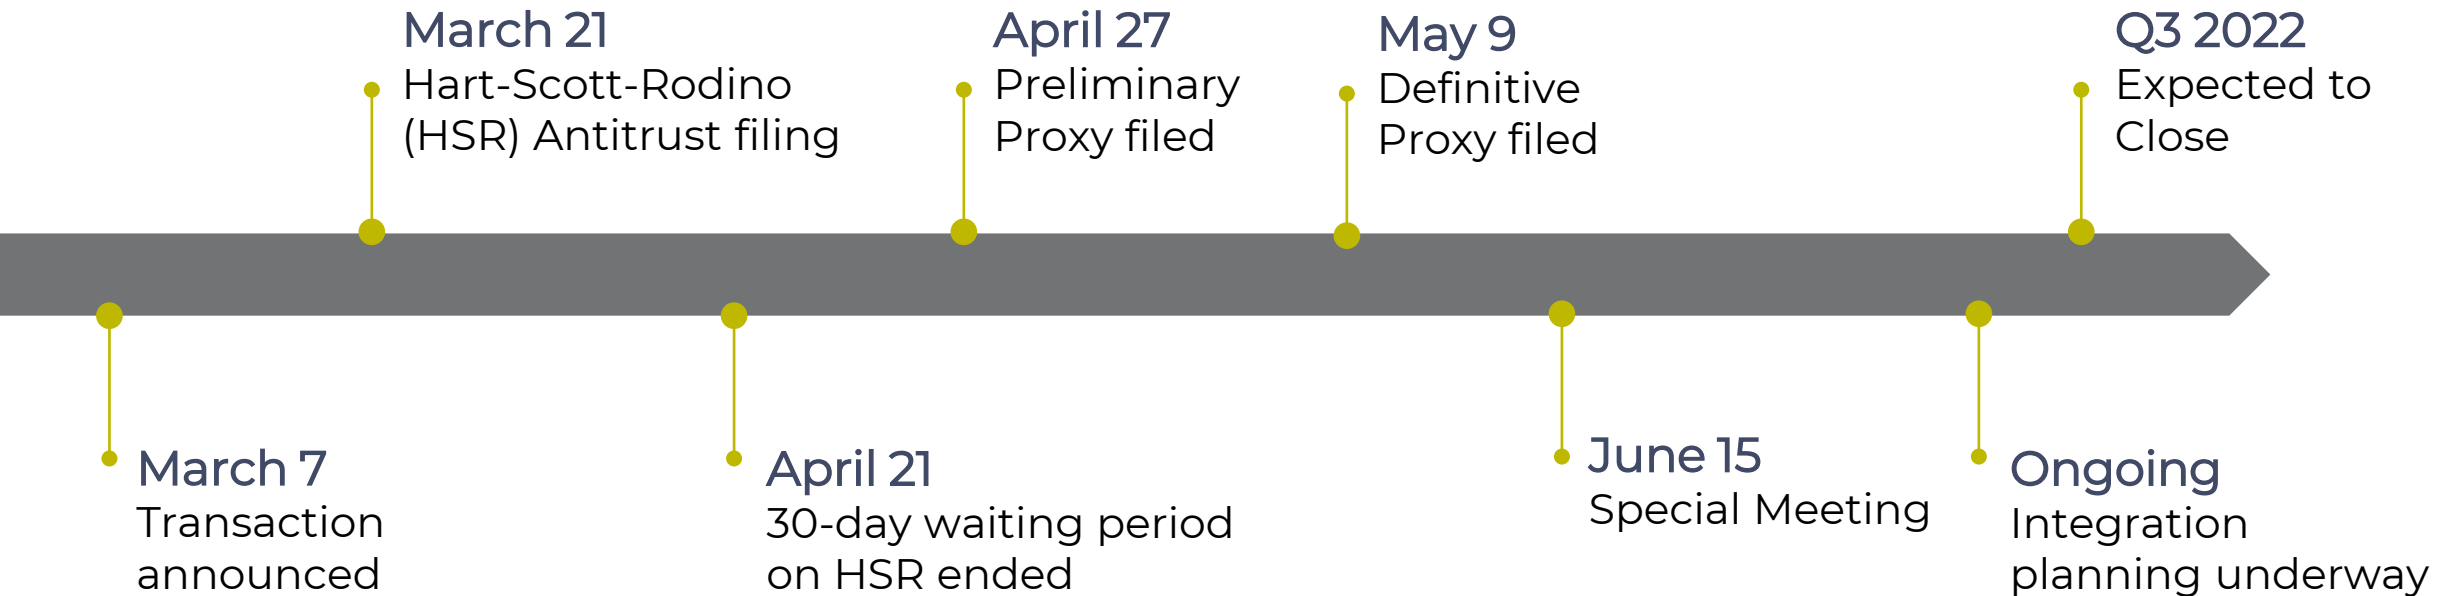 March 21
Hart-Scott-Rodino
(HSR) Antitrust filing
April 27
Preliminary
Proxy filed
May 9
Definitive
Proxy filed
Q3 2022
Expected to
Close
March 7
Transaction
announced
April 21
30-day waiting period
on HSR ended
June 15
Special Meeting
Ongoing
Integration
planning underway